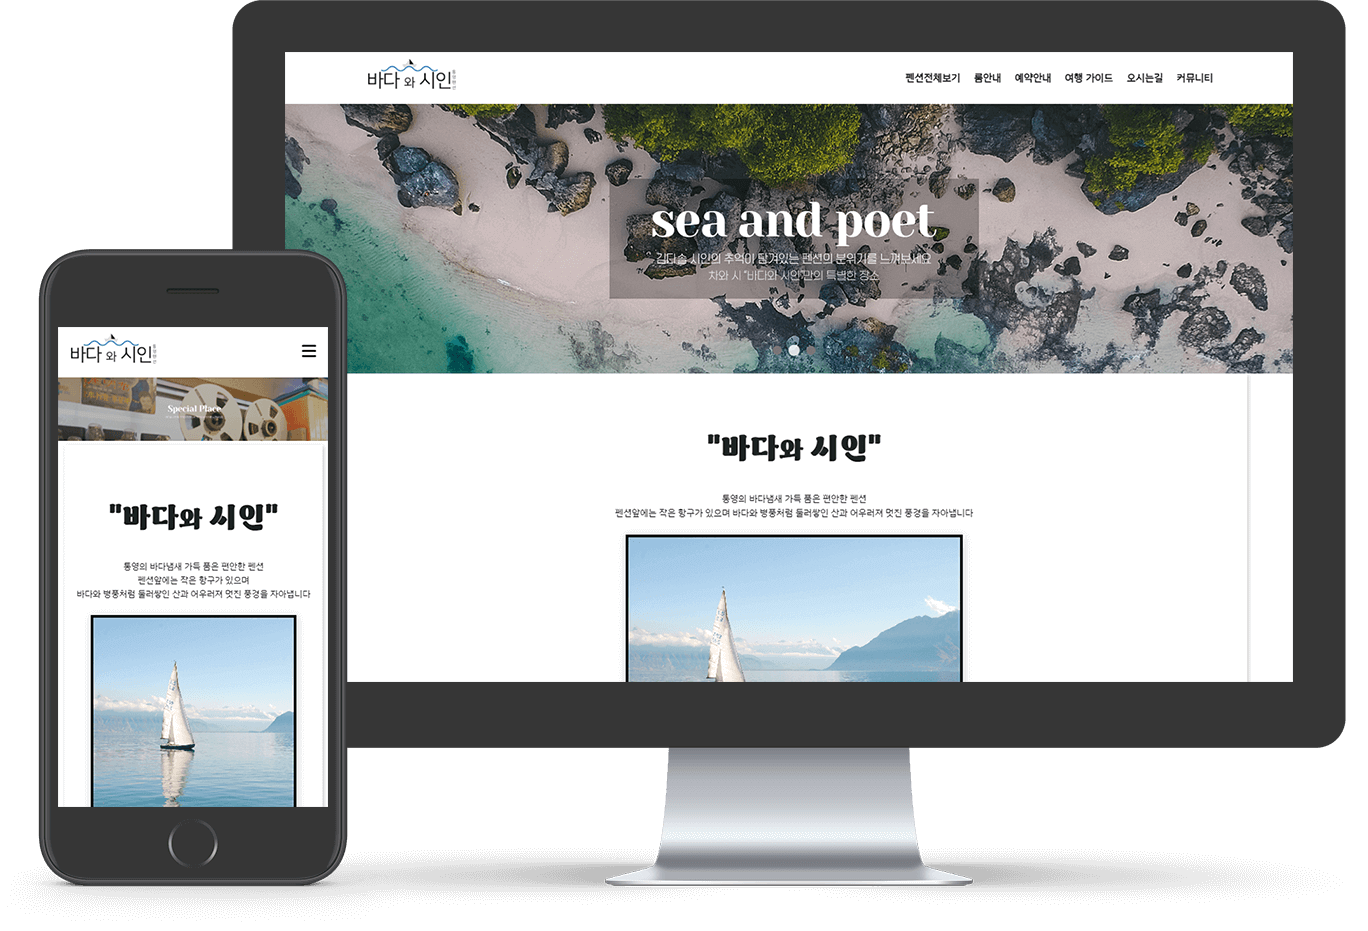 바다 와 시인
펜션전체보기 룸안내 예약안내 여행 가이드 오시는길 커뮤니티
sea and poet
김다솔 시인의 추억이 담겨있는 펜션의 분위기를 느껴보세요
차와 시 "바다와 시인"만의 특별한 장소
"바다와 시인"
통영의 바다냄새 가득 품은 편안한 펜션
펜션앞에는 작은 항구가 있으며 바다와 병풍처럼 둘러쌓인 산과 어우러져 멋진 풍경을 자아냅니다
바다 와 시인
Special Place
"바다와 시인"
통영의 바다냄새 가득 품은 편안한 펜션
펜션앞에는 작은 항구가 있으며
바다와 병풍처럼 둘러쌓인 산과 어우러져 멋진 풍경을 자아냅니다